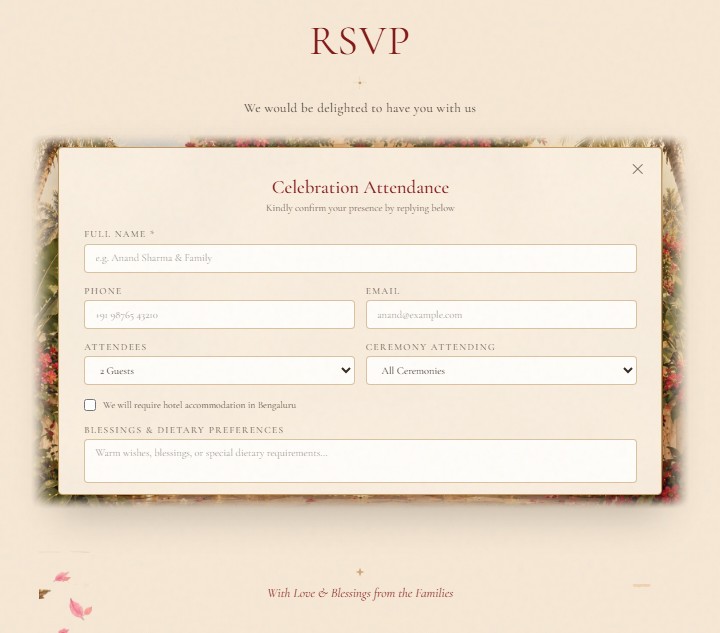 RSVP
We would be delighted to have you with us
Celebration Attendance
Kindly confirm your presence by replying below
FULL NAME *
e.g. Anand Sharma & Family
PHONE
EMAIL
+91 98765 43210
anand@example.com
ATTENDEES
CEREMONY ATTENDING
2 Guests
All Ceremonies
We will require hotel accommodation in Bengaluru
BLESSINGS & DIETARY PREFERENCES
Warm wishes, blessings, or special dietary requirements...
With Love & Blessings from the Families